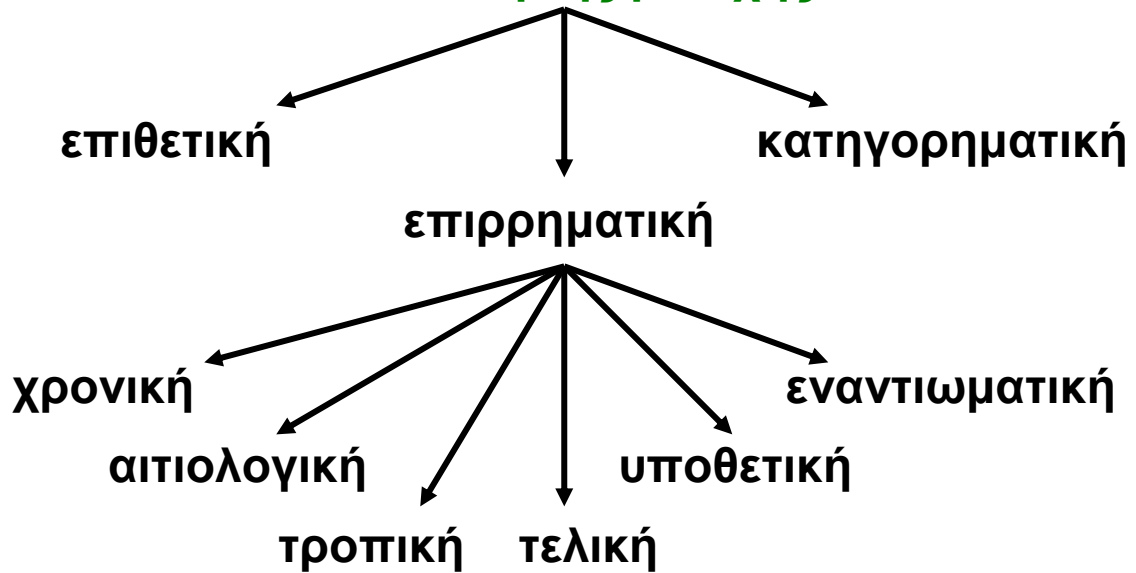 επιθετική κατηγορηματική
επιρρηματική
χρονική εναντιωματική
αιτιολογική υποθετική
τροπική τελική